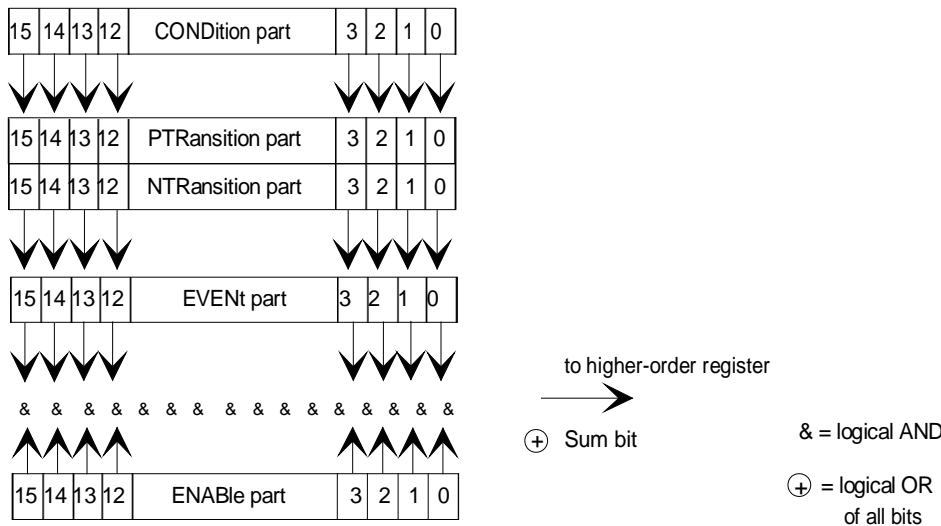 15 14 13 12 CONDition part 3 2 1 0
15 14 13 12 PTRansition part 3 2 1 0
15 14 13 12 NTRansition part 3 2 1 0
15 14 13 12 EVENt part 3 2 1 0
to higher-order register
& & & & & & & & & & & & & & & &
+ Sum bit
& = logical AND
15 14 13 12 ENABle part 3 2 1 0
+ = logical OR
of all bits